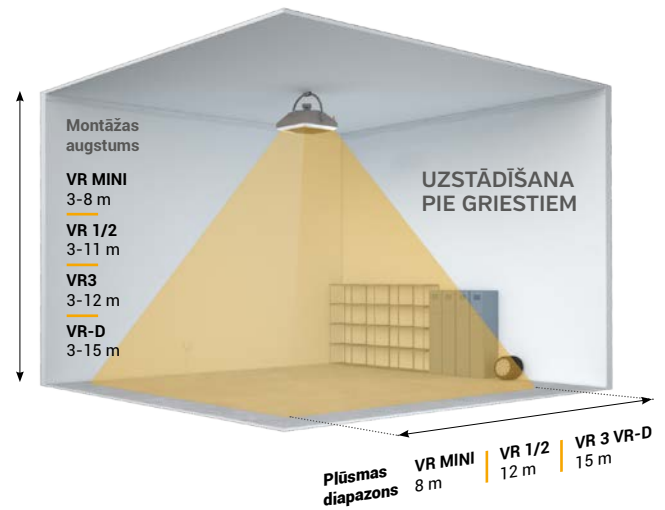 Montāžas
augstums
VR MINI
3-8 m
VR 1/2
3-11 m
VR3
3-12 m
VR-D
3-15 m
UZSTĀDĪŠANA
PIE GRIESTIEM
Plūsmas
diapazons
VR MINI
8 m
VR 1/2
12 m
VR 3 VR-D
15 m